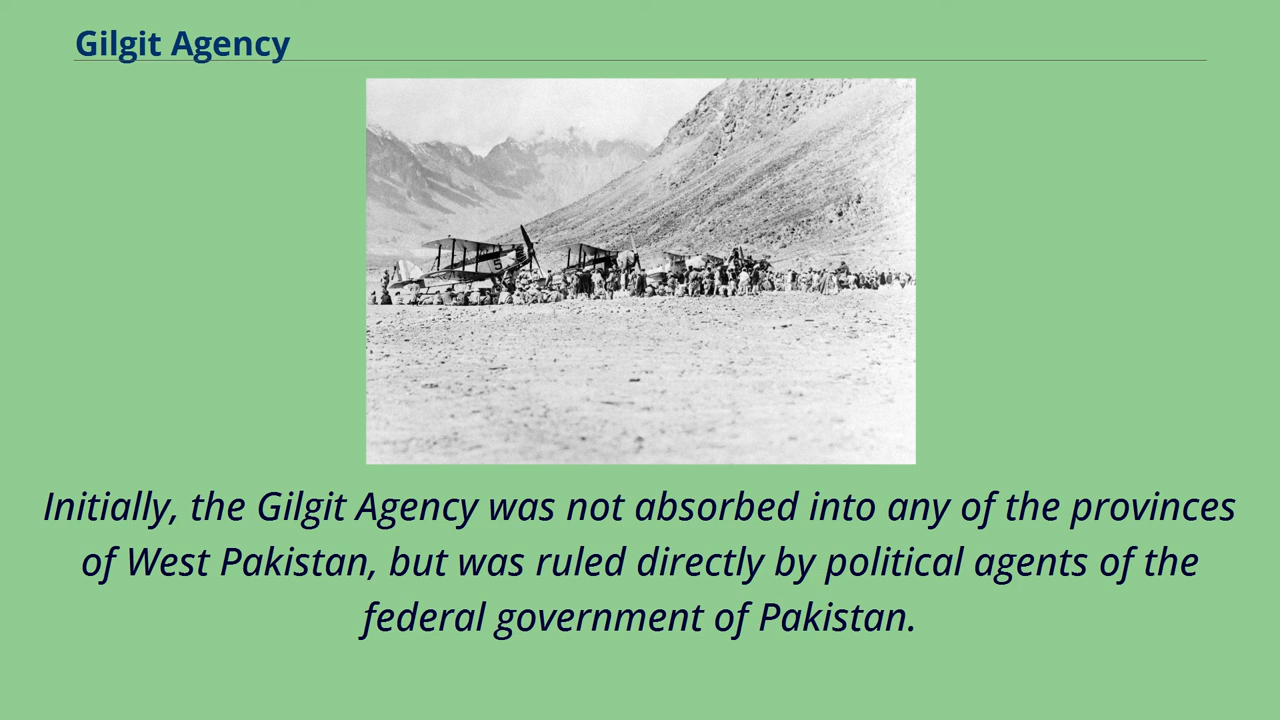 Gilgit Agency
S
Initially, the Gilgit Agency was not absorbed into any of the provinces
of West Pakistan, but was ruled directly by political agents of the
federal government of Pakistan.